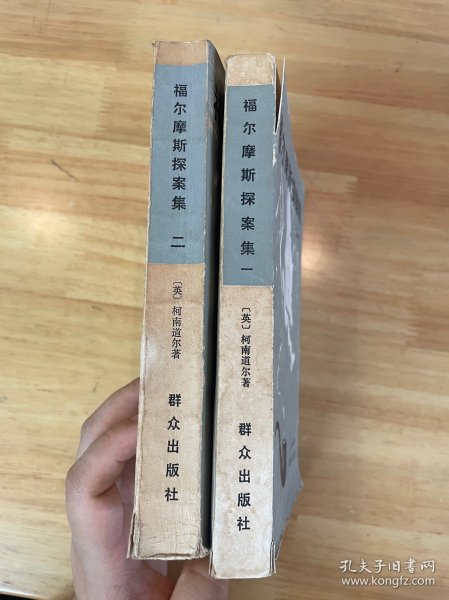 福尔摩斯探案集 二
〔英〕柯南道尔著
群众出版社
福尔摩斯探案集 一
〔英〕柯南道尔著
群众出版社
孔夫子旧书网
www.kongfz.com